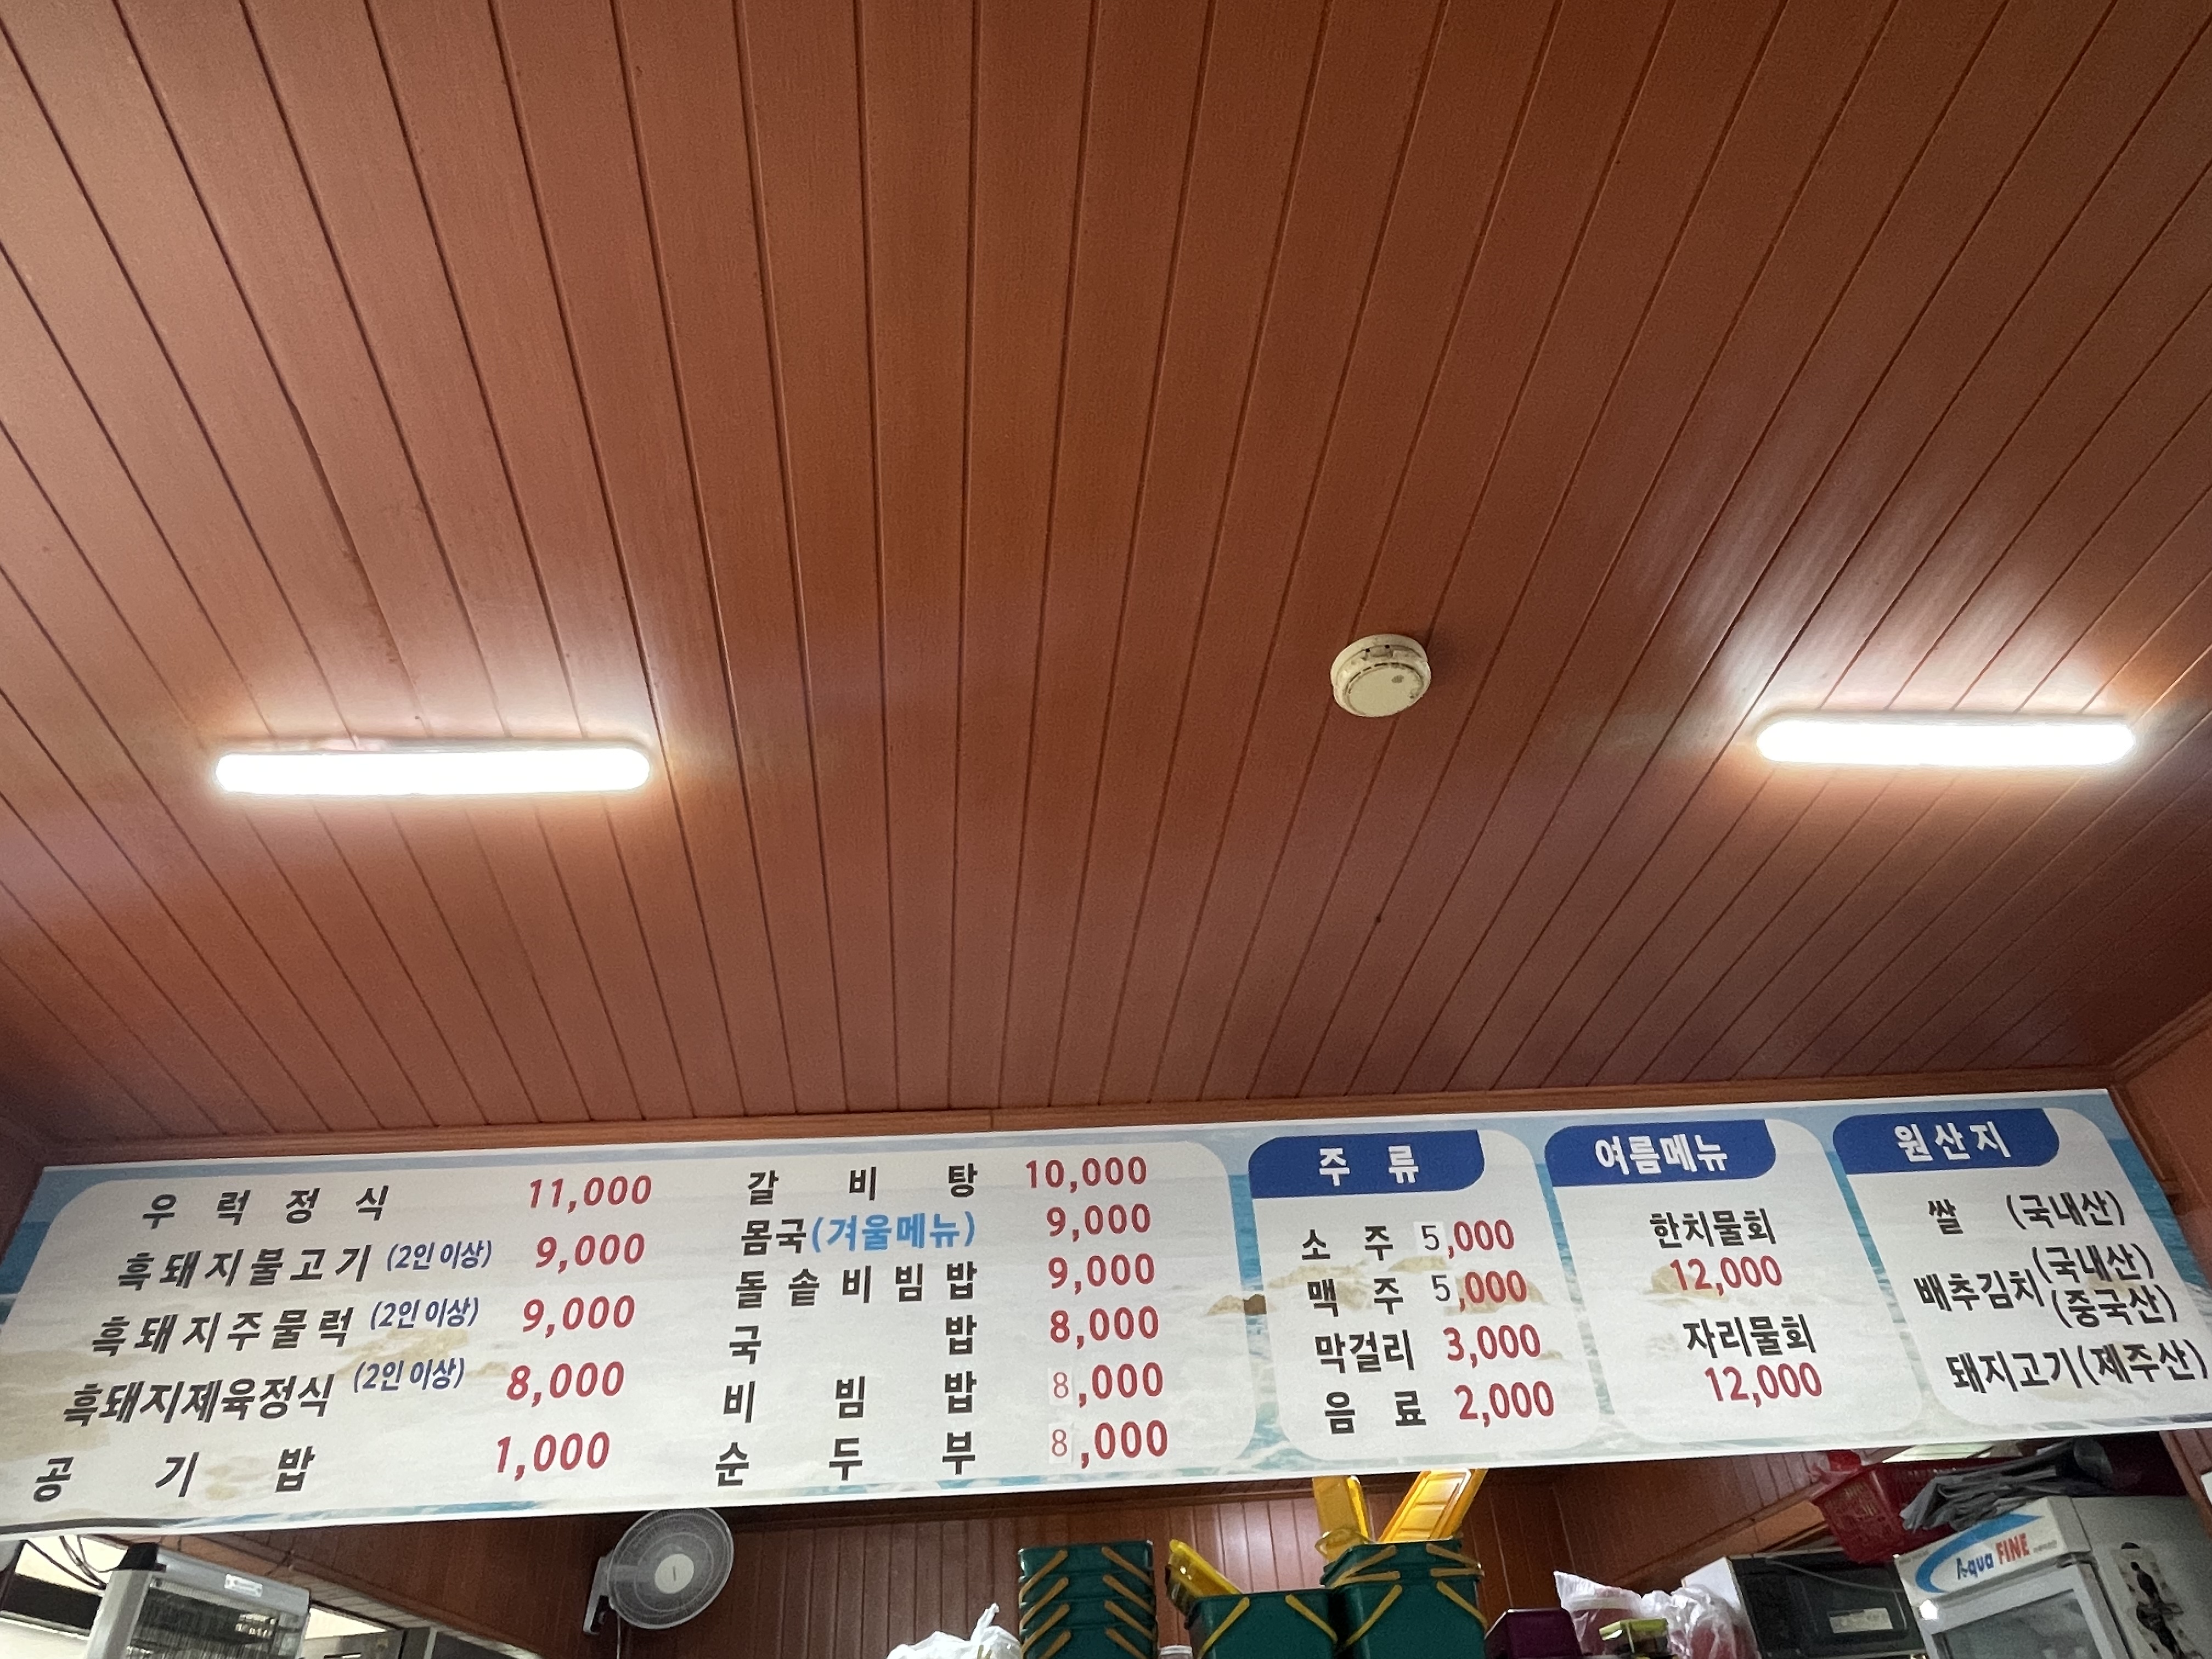 우럭정식 11,000
흑돼지불고기 (2인 이상) 9,000
흑돼지주물럭 (2인 이상) 9,000
흑돼지제육정식 (2인 이상) 8,000
공기밥 1,000
갈비탕 10,000
몸국(겨울메뉴) 9,000
돌솥비빔밥 9,000
국밥 8,000
비빔밥 8,000
순두부 8,000
주류
소주 5,000
맥주 5,000
막걸리 3,000
음료 2,000
여름메뉴
한치물회
12,000
자리물회
12,000
원산지
쌀 (국내산)
배추김치 (국내산)
(중국산)
돼지고기(제주산)
Aqua FINE